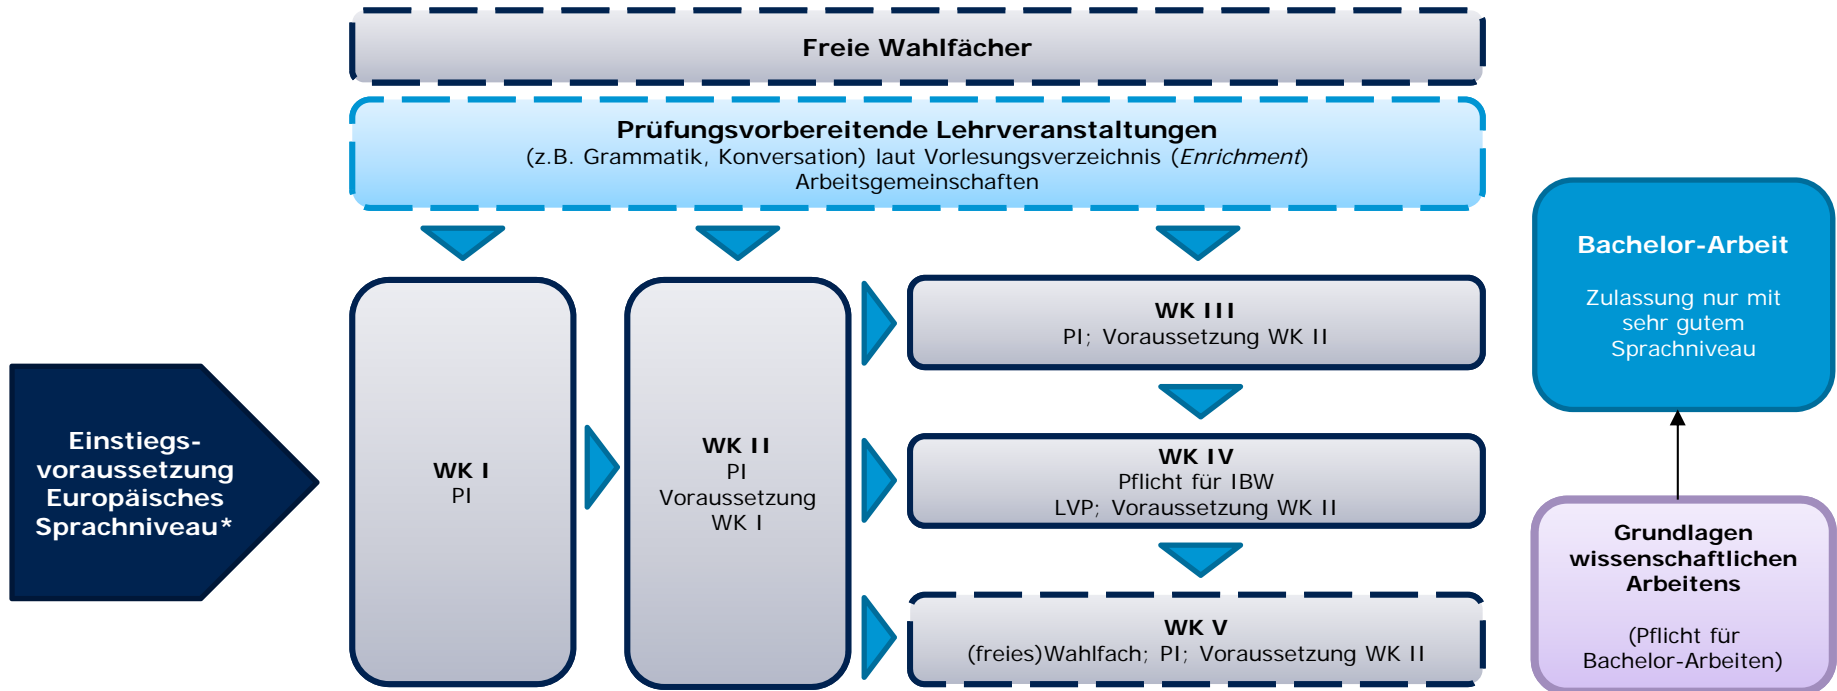 Freie Wahlfächer
Prüfungsvorbereitende Lehrveranstaltungen
(z.B. Grammatik, Konversation) laut Vorlesungsverzeichnis (Enrichment)
Arbeitsgemeinschaften
Einstiegs-
voraussetzung
Europäisches
Sprachniveau*
WK I
PI
WK II
PI
Voraussetzung
WK I
WK III
PI; Voraussetzung WK II
WK IV
Pflicht für IBW
LVP; Voraussetzung WK II
WK V
(freies)Wahlfach; PI; Voraussetzung WK II
Bachelor-Arbeit
Zulassung nur mit
sehr gutem
Sprachniveau
Grundlagen
wissenschaftlichen
Arbeitens
(Pflicht für
Bachelor-Arbeiten)